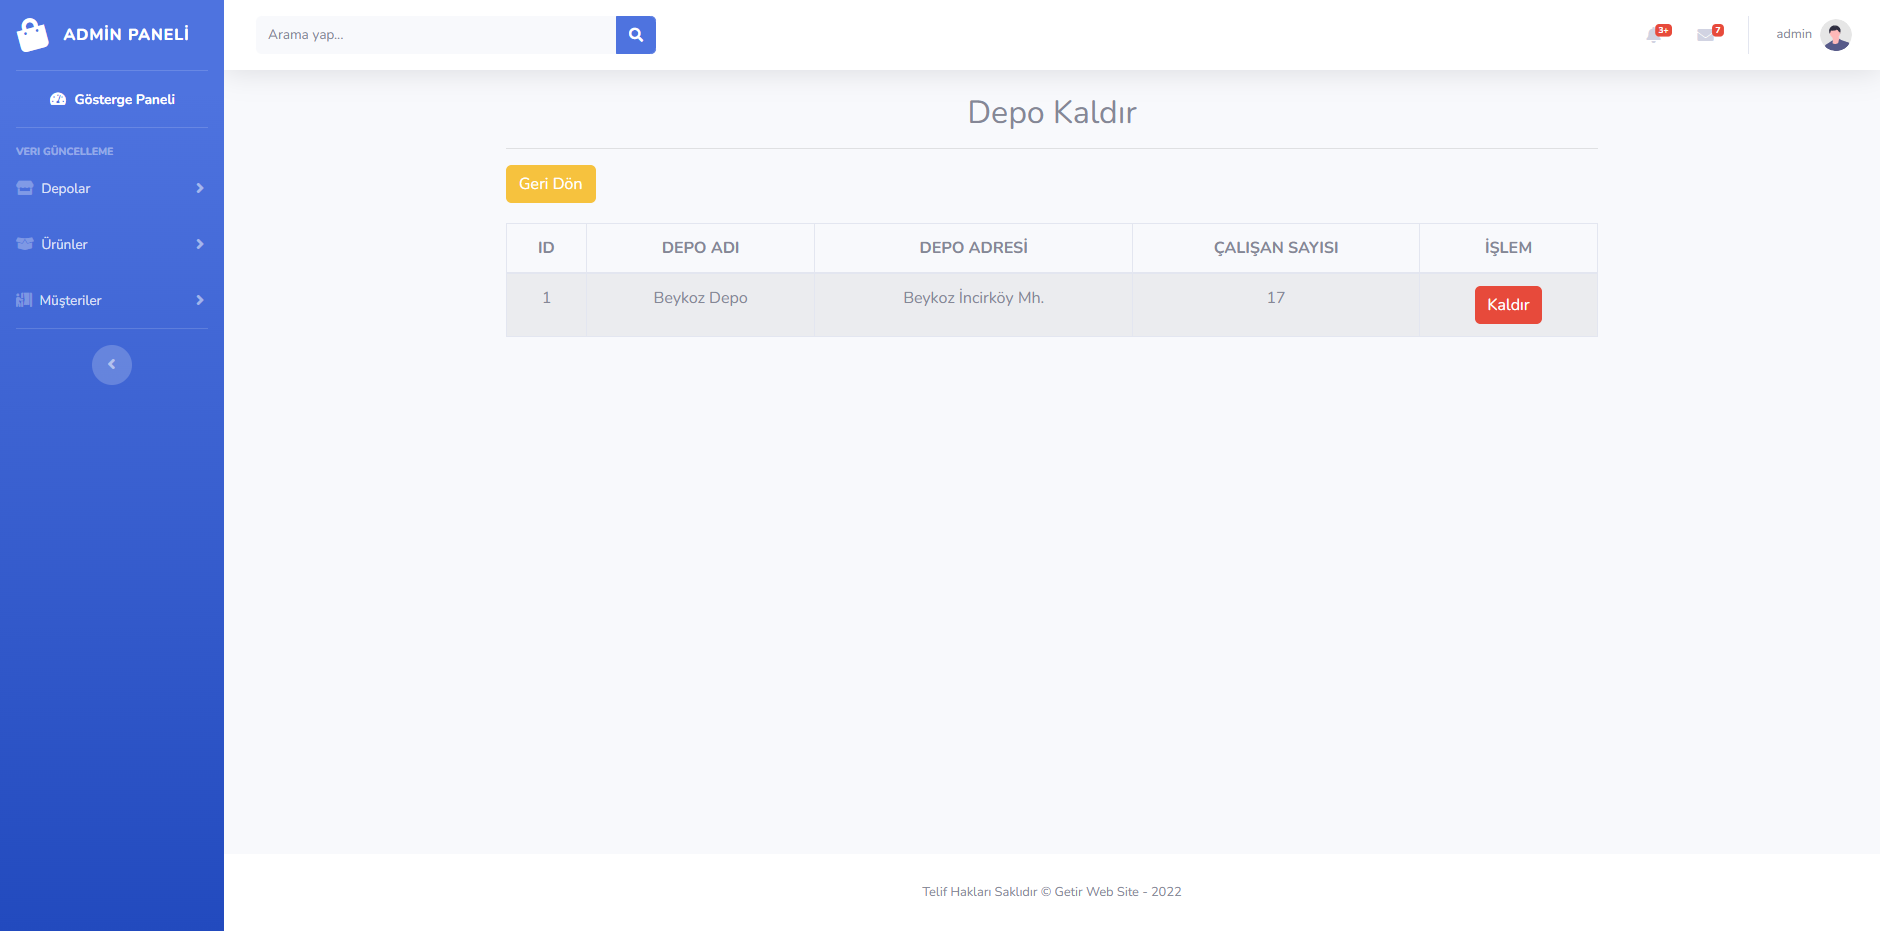 ADMİN PANELİ
Arama yap...
3+
7
admin
Gösterge Paneli
VERI GÜNCELLEME
Depolar
Ürünler
Müşteriler
Depo Kaldır
Geri Dön
ID DEPO ADI DEPO ADRESİ ÇALIŞAN SAYISI İŞLEM
1 Beykoz Depo Beykoz İncirköy Mh. 17 Kaldır
Telif Hakları Saklıdır © Getir Web Site - 2022